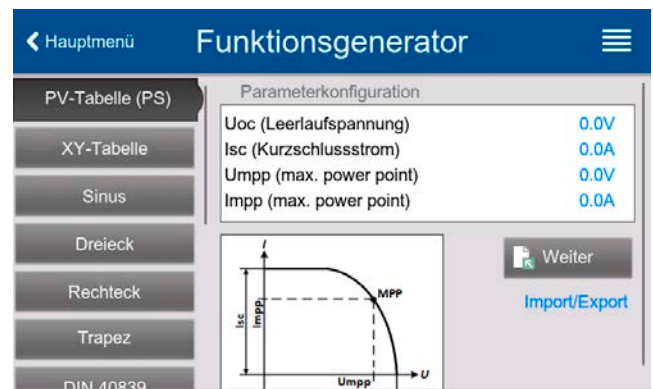 Hauptmenü
Funktionsgenerator
PV-Tabelle (PS)
XY-Tabelle
Sinus
Dreieck
Rechteck
Trapez
DIN 40839
Parameterkonfiguration
Uoc (Leerlaufspannung) 0.0V
Isc (Kurzschlussstrom) 0.0A
Umpp (max. power point) 0.0V
Impp (max. power point) 0.0A
I
MPP
Isc
Impp
Umpp
U
Weiter
Import/Export